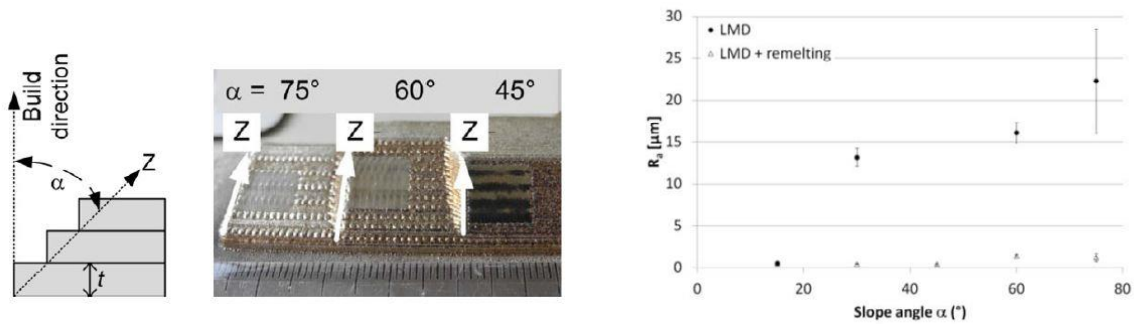 Build
direction
α
Z
t
α = 75° 60° 45°
Z Z Z
30
25
20
15
10
5
0
Rₐ [µm]
LMD
LMD + remelting
0 20 40 60 80
Slope angle α (°)